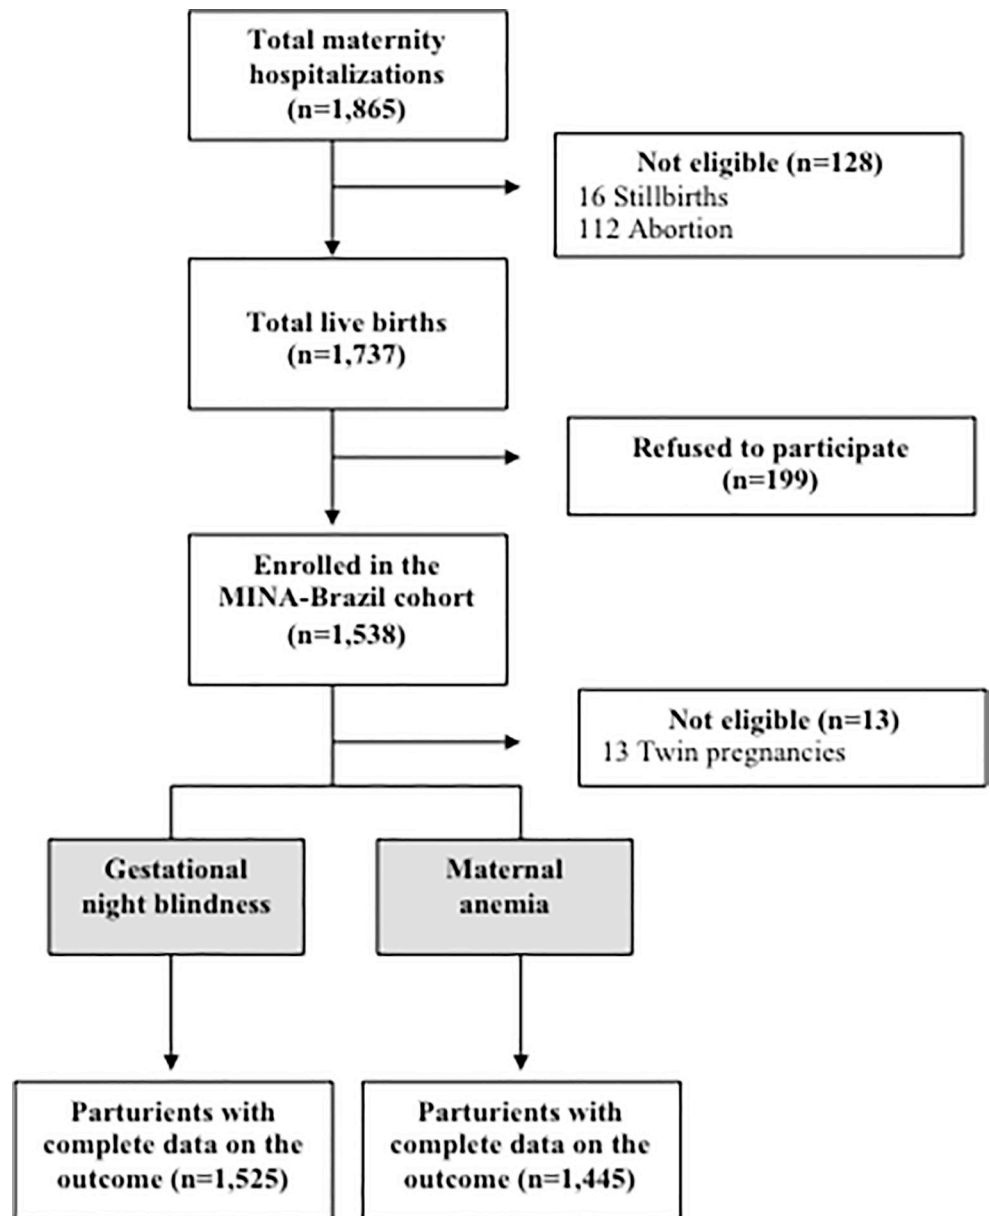 Total maternity
hospitalizations
(n=1,865)
Not eligible (n=128)
16 Stillbirths
112 Abortion
Total live births
(n=1,737)
Refused to participate
(n=199)
Enrolled in the
MINA-Brazil cohort
(n=1,538)
Not eligible (n=13)
13 Twin pregnancies
Gestational
night blindness
Maternal
anemia
Parturients with
complete data on the
outcome (n=1,525)
Parturients with
complete data on the
outcome (n=1,445)